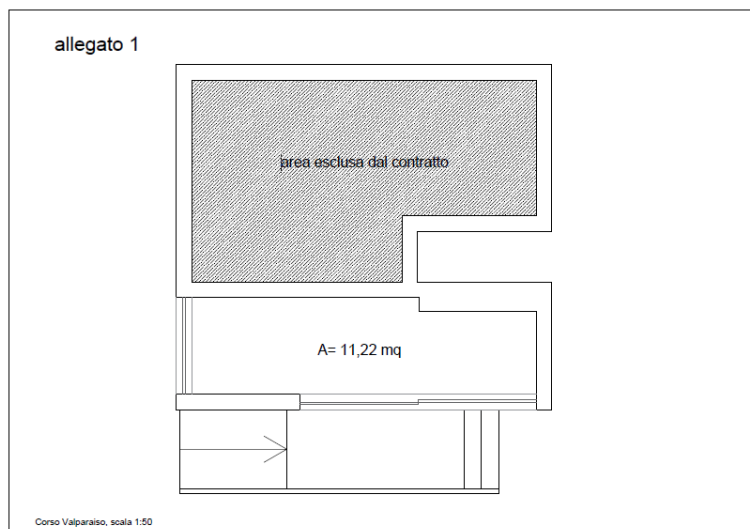 allegato 1
area esclusa dal contratto
A= 11,22 mq
Corso Valparaiso, scala 1:50